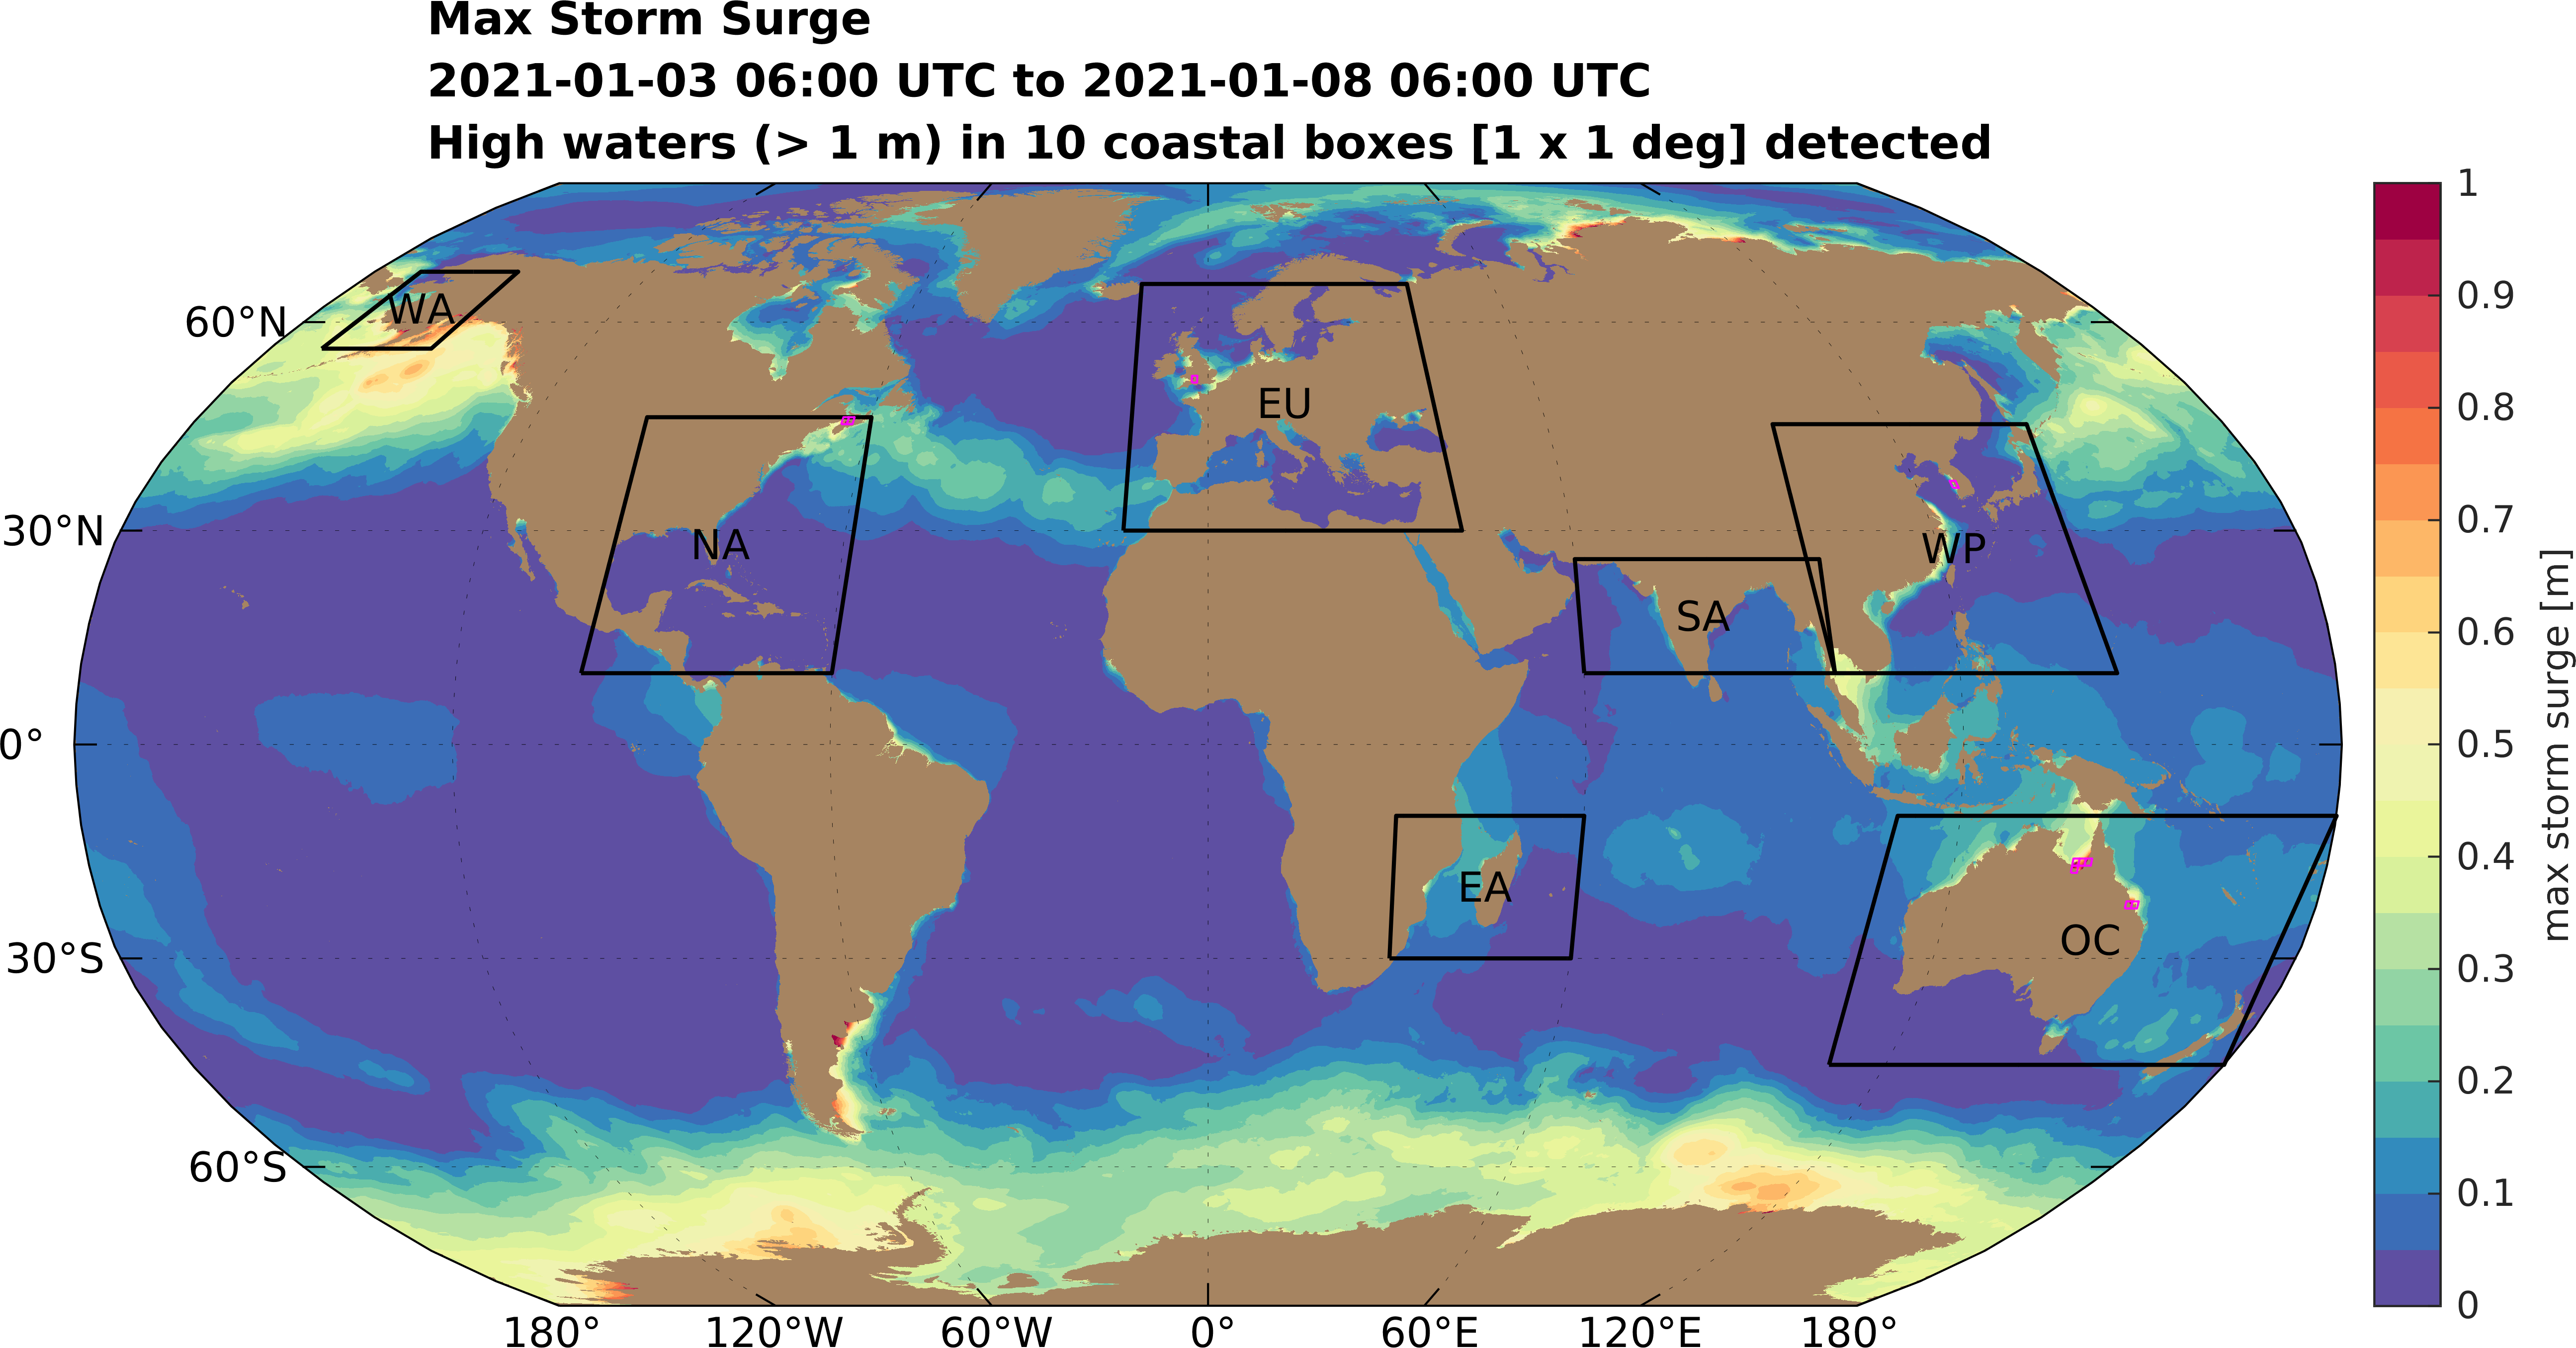 Max Storm Surge
2021-01-03 06:00 UTC to 2021-01-08 06:00 UTC
High waters (> 1 m) in 10 coastal boxes [1 x 1 deg] detected
WA
60°N
EU
NA
30°N
WP
SA
0°
EA
OC
30°S
60°S
180°
120°W
60°W
0°
60°E
120°E
180°
1
0.9
0.8
0.7
0.6
0.5
0.4
0.3
0.2
0.1
0
max storm surge [m]